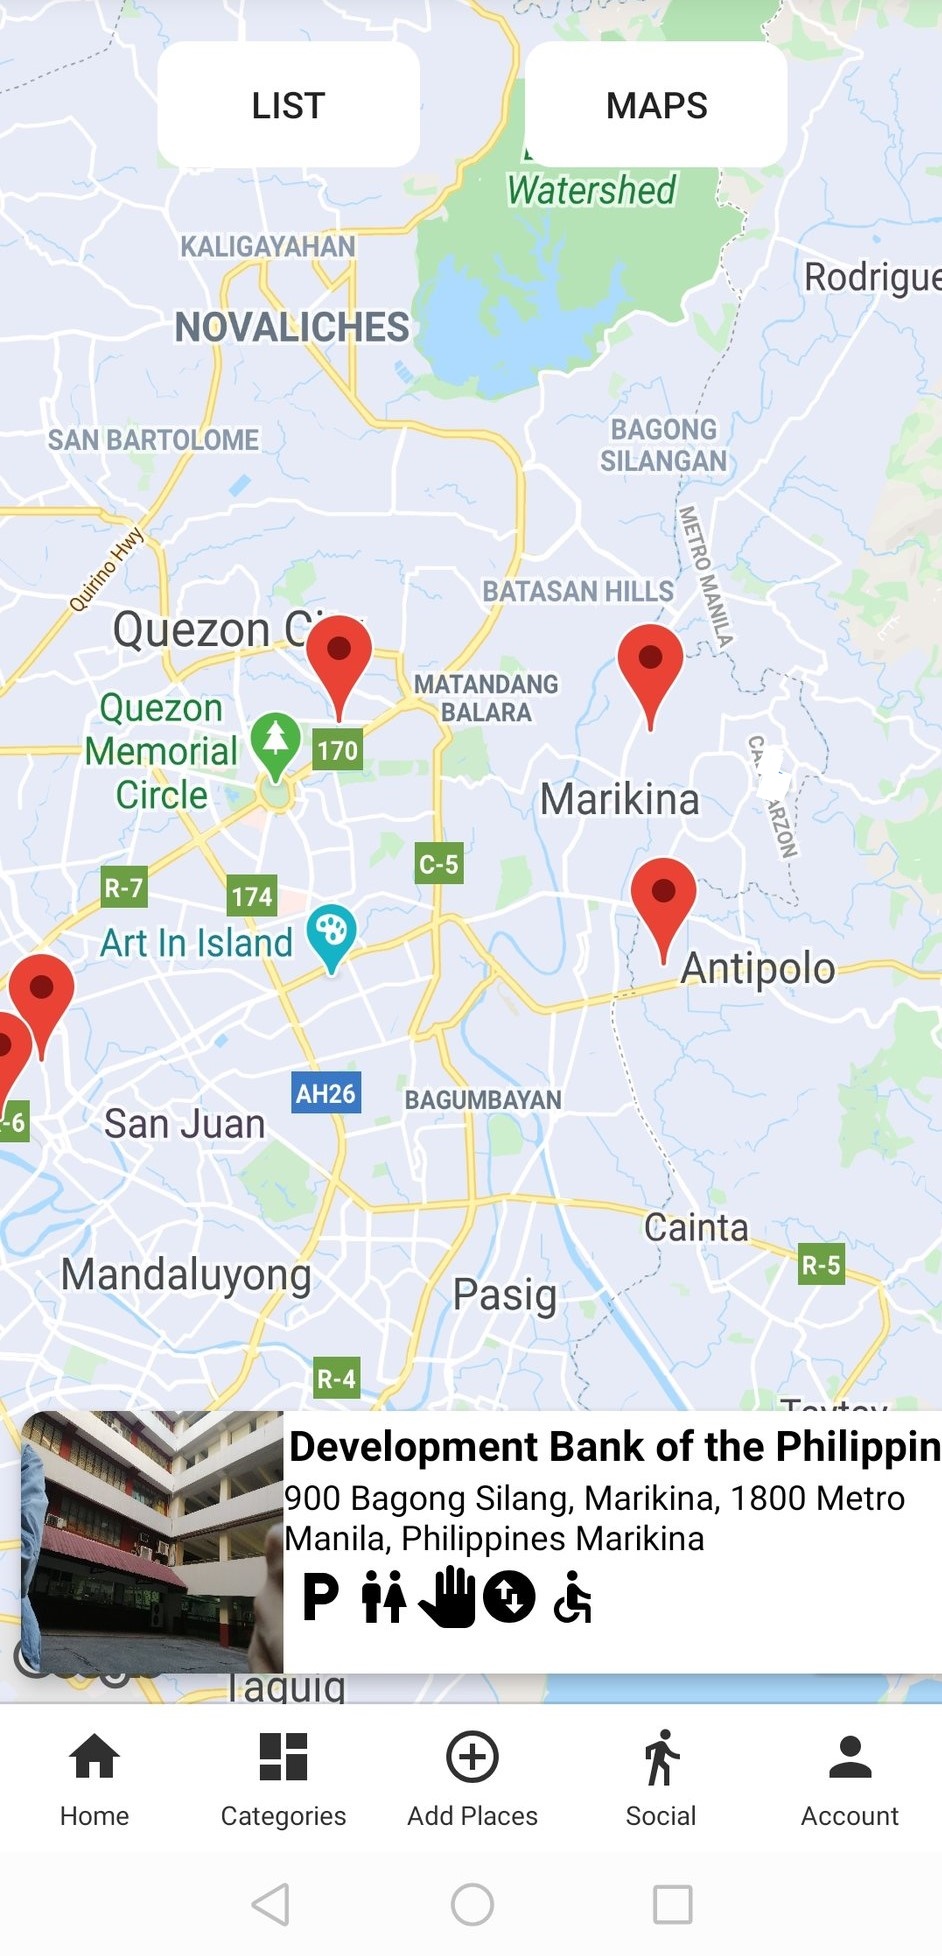 LIST
MAPS
Watershed
KALIGAYAHAN
Rodrigue
NOVALICHES
SAN BARTOLOME
BAGONG
SILANGAN
Quirino Hwy
METRO MANILA
BATASAN HILLS
Quezon
MATANDANG
BALARA
Quezon
Memorial
Circle
170
Marikina
C-5
R-7
174
Art In Island
Antipolo
-6
AH26
BAGUMBAYAN
San Juan
Cainta
R-5
Mandaluyong
Pasig
R-4
Development Bank of the Philippin
900 Bagong Silang, Marikina, 1800 Metro
Manila, Philippines Marikina
P
Taguig
Home
Categories
Add Places
Social
Account